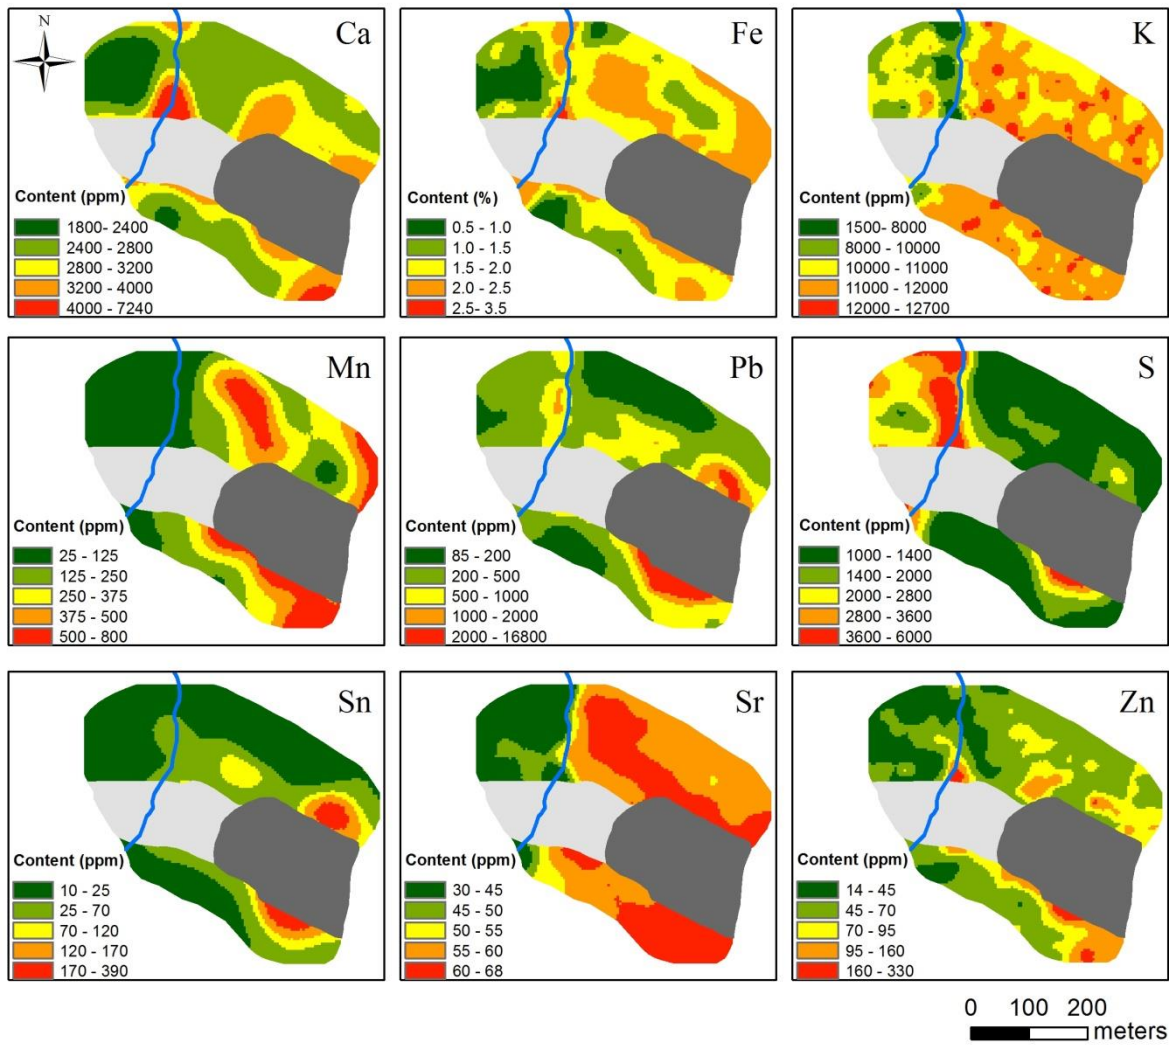 N
Ca
Content (ppm)
1800- 2400
2400 - 2800
2800 - 3200
3200 - 4000
4000 - 7240
Fe
Content (%)
0.5 - 1.0
1.0 - 1.5
1.5 - 2.0
2.0 - 2.5
2.5- 3.5
K
Content (ppm)
1500- 8000
8000 - 10000
10000 - 11000
11000 - 12000
12000 - 12700
Mn
Content (ppm)
25 - 125
125 - 250
250 - 375
375 - 500
500 - 800
Pb
Content (ppm)
85 - 200
200 - 500
500 - 1000
1000 - 2000
2000 - 16800
S
Content (ppm)
1000 - 1400
1400 - 2000
2000 - 2800
2800 - 3600
3600 - 6000
Sn
Content (ppm)
10 - 25
25 - 70
70 - 120
120 - 170
170 - 390
Sr
Content (ppm)
30 - 45
45 - 50
50 - 55
55 - 60
60 - 68
Zn
Content (ppm)
14 - 45
45 - 70
70 - 95
95 - 160
160 - 330
0 100 200
meters